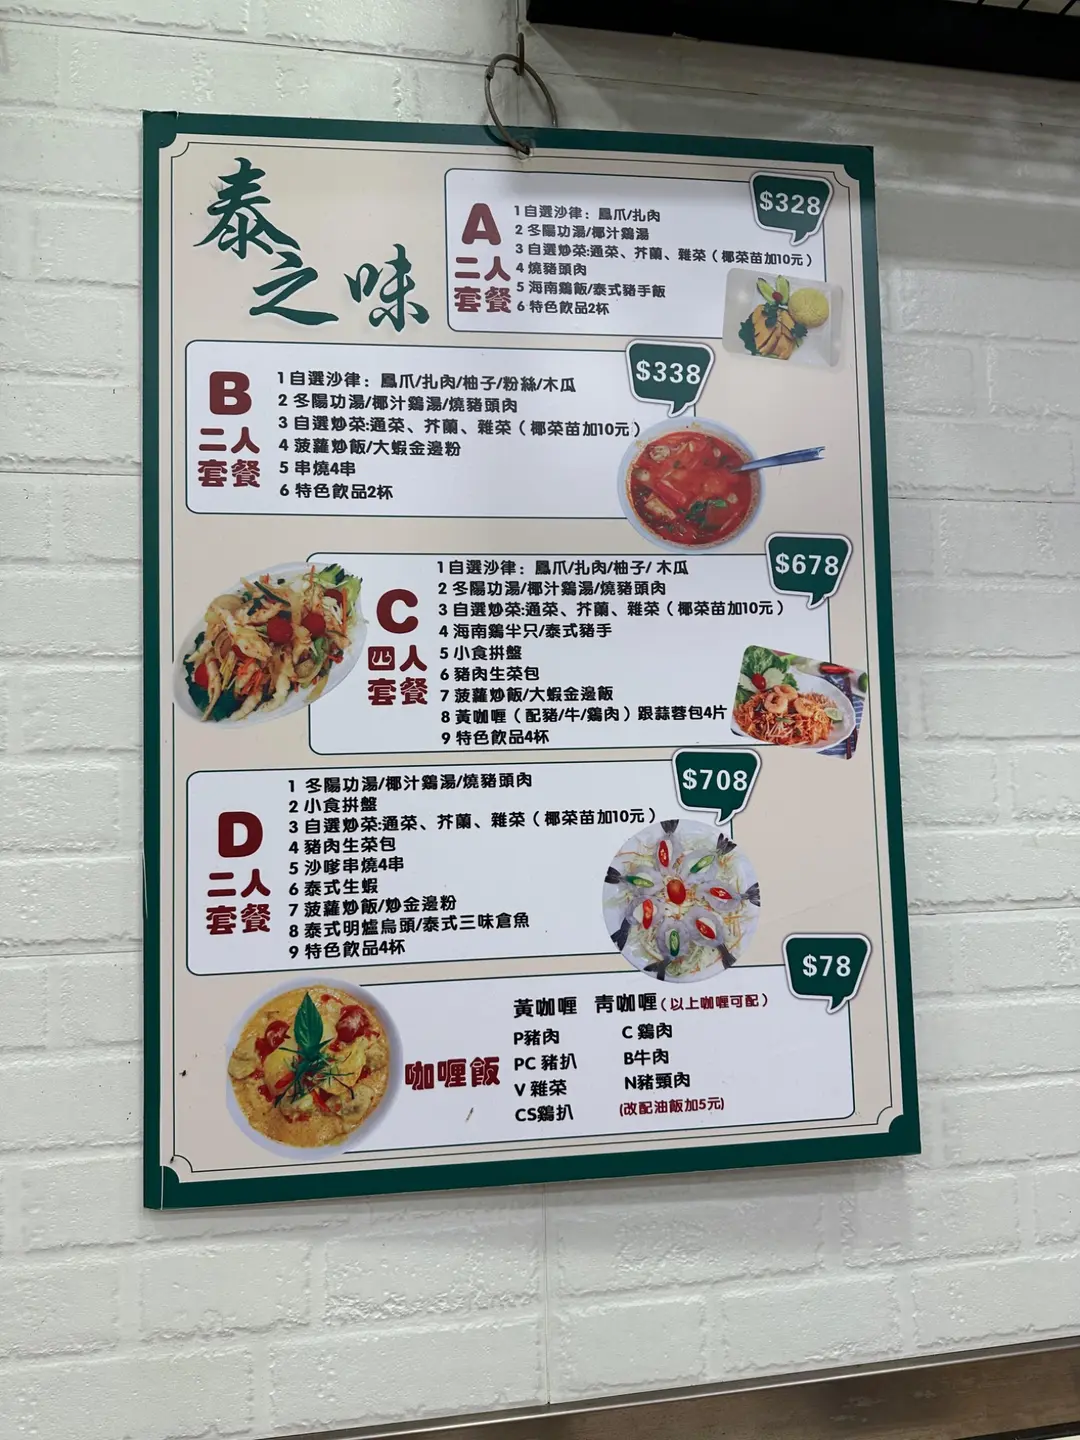 泰之味
A
二人
套餐
$328
1自選沙律：鳳爪/扎肉
2 冬陽功湯/椰汁鷄湯
3 自選炒菜:通菜、芥蘭、雜菜（椰菜苗加10元）
4 燒豬頭肉
5 海南鷄飯/泰式豬手飯
6 特色飲品2杯
B
二人
套餐
$338
1自選沙律：鳳爪/扎肉/柚子/粉絲/木瓜
2 冬陽功湯/椰汁鷄湯/燒豬頭肉
3 自選炒菜:通菜、芥蘭、雜菜（椰菜苗加10元）
4 菠蘿炒飯/大蝦金邊粉
5 串燒4串
6 特色飲品2杯
C
四人
套餐
$678
1自選沙律：鳳爪/扎肉/柚子/ 木瓜
2 冬陽功湯/椰汁鷄湯/燒豬頭肉
3 自選炒菜:通菜、芥蘭、雜菜（椰菜苗加10元）
4 海南鷄半只/泰式豬手
5 小食拼盤
6 豬肉生菜包
7 菠蘿炒飯/大蝦金邊飯
8 黃咖喱（配豬/牛/鷄肉）跟蒜蓉包4片
9 特色飲品4杯
D
二人
套餐
$708
1 冬陽功湯/椰汁鷄湯/燒豬頭肉
2 小食拼盤
3 自選炒菜:通菜、芥蘭、雜菜（椰菜苗加10元）
4 豬肉生菜包
5 沙嗲串燒4串
6 泰式生蝦
7 菠蘿炒飯/炒金邊粉
8 泰式明爐烏頭/泰式三味倉魚
9 特色飲品4杯
咖喱飯
$78
黃咖喱 青咖喱（以上咖喱可配）
P豬肉 C 鷄肉
PC 豬扒 B牛肉
V 雜菜 N豬頸肉
CS鷄扒 (改配油飯加5元)